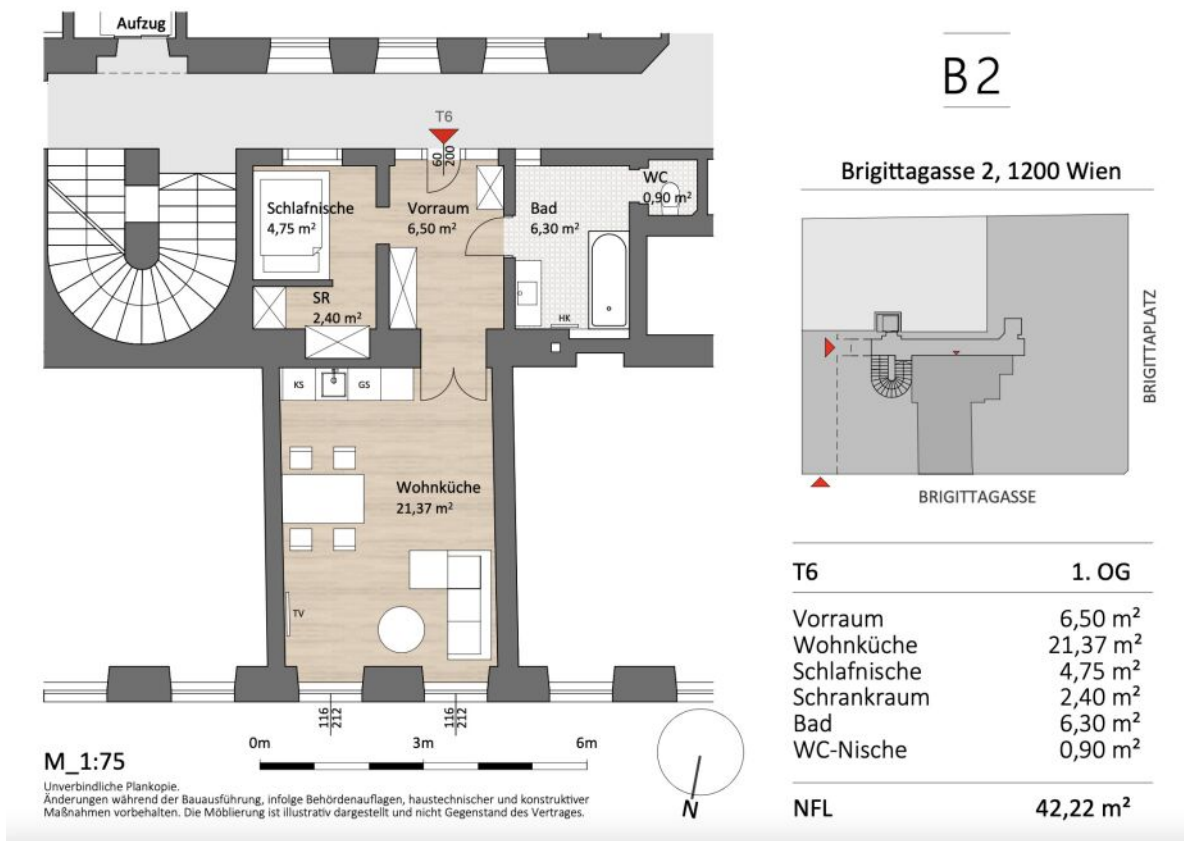 Aufzug
T6
60
200
Schlafnische
4,75 m²
Vorraum
6,50 m²
Bad
6,30 m²
WC
0,90 m²
SR
2,40 m²
HK
KS
GS
Wohnküche
21,37 m²
TV
116
212
116
212
M_1:75
0m
3m
6m
N
Unverbindliche Plankopie.
Änderungen während der Bauausführung, infolge Behördenauflagen, haustechnischer und konstruktiver
Maßnahmen vorbehalten. Die Möblierung ist illustrativ dargestellt und nicht Gegenstand des Vertrages.
B2
Brigittagasse 2, 1200 Wien
BRIGITTAPLATZ
BRIGITTAGASSE
T6 1. OG
Vorraum 6,50 m²
Wohnküche 21,37 m²
Schlafnische 4,75 m²
Schrankraum 2,40 m²
Bad 6,30 m²
WC-Nische 0,90 m²
NFL 42,22 m²